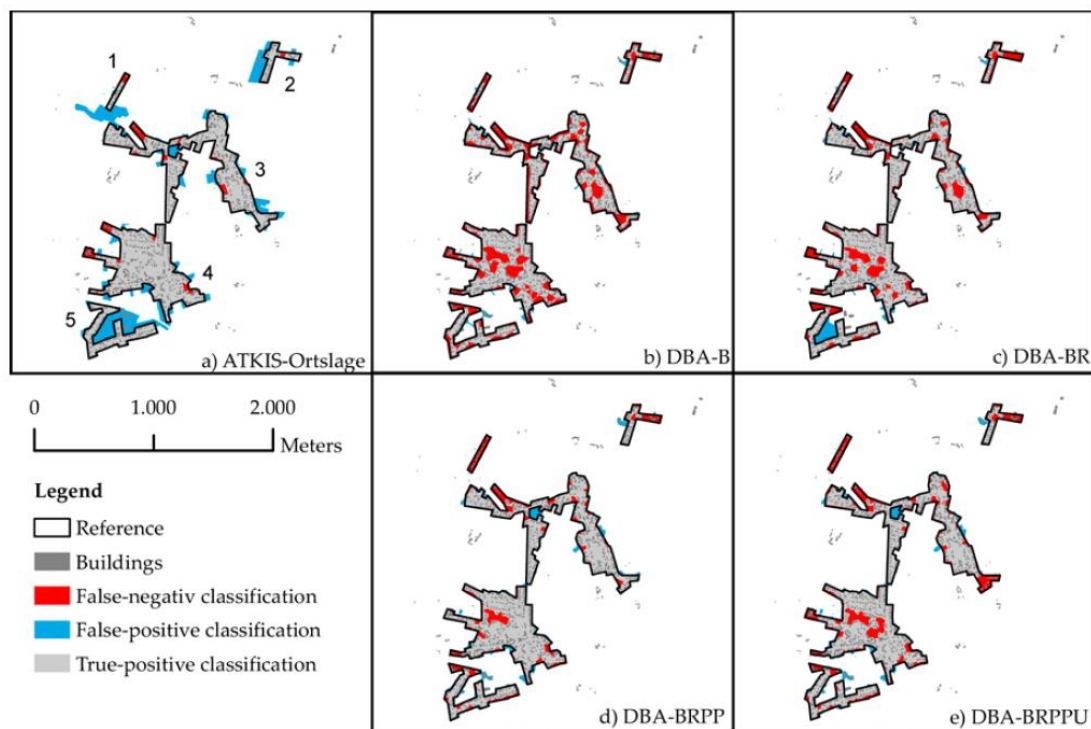 1
2
3
4
5
a) ATKIS-Ortslage
b) DBA-B
c) DBA-BR
0 1.000 2.000
Meters
Legend
Reference
Buildings
False-negativ classification
False-positive classification
True-positive classification
d) DBA-BRPP
e) DBA-BRPPU